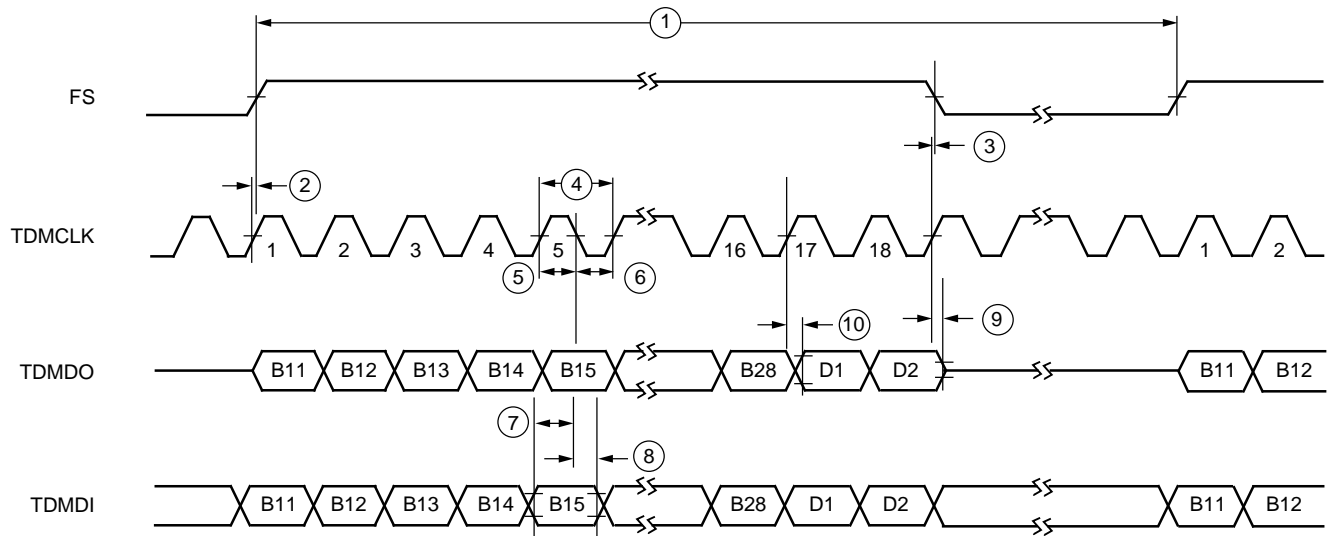 1
FS
3
2
4
TDMCLK
1 2 3 4 5 16 17 18 1 2
5 6
10 9
TDMDO B11 B12 B13 B14 B15 B28 D1 D2 B11 B12
7
8
TDMDI B11 B12 B13 B14 B15 B28 D1 D2 B11 B12